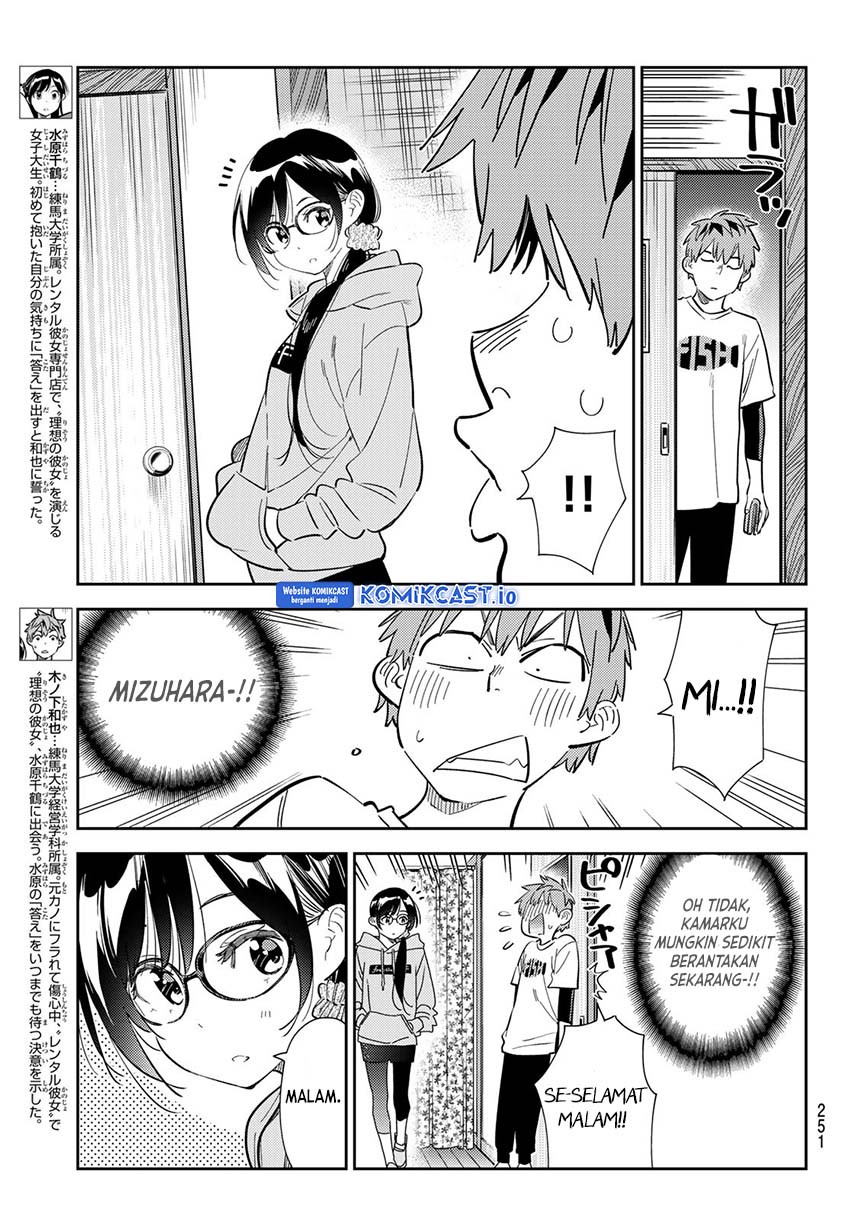 ガラッ
FISH
!!
水原千鶴…練馬大学所属。レンタル彼女専門店で、〝理想の彼女〟を演じる
女子大生。初めて抱いた自分の気持ちに「答え」を出すと和也に誓った。
Website KOMIKCAST
berganti menjadi
KOMIKCAST.io
MI...!!
MIZUHARA-!!
木ノ下和也…練馬大学経営学科所属。元カノにフラれて傷心中、〝レンタル彼女〟で
〝理想の彼女〟、水原千鶴に出会う。水原の「答え」をいつまでも待つ決意を示した。
OH TIDAK,
KAMARKU
MUNGKIN SEDIKIT
BERANTAKAN
SEKARANG-!!
ピシャア
FISH
SE-SELAMAT
MALAM!!
MALAM.
251